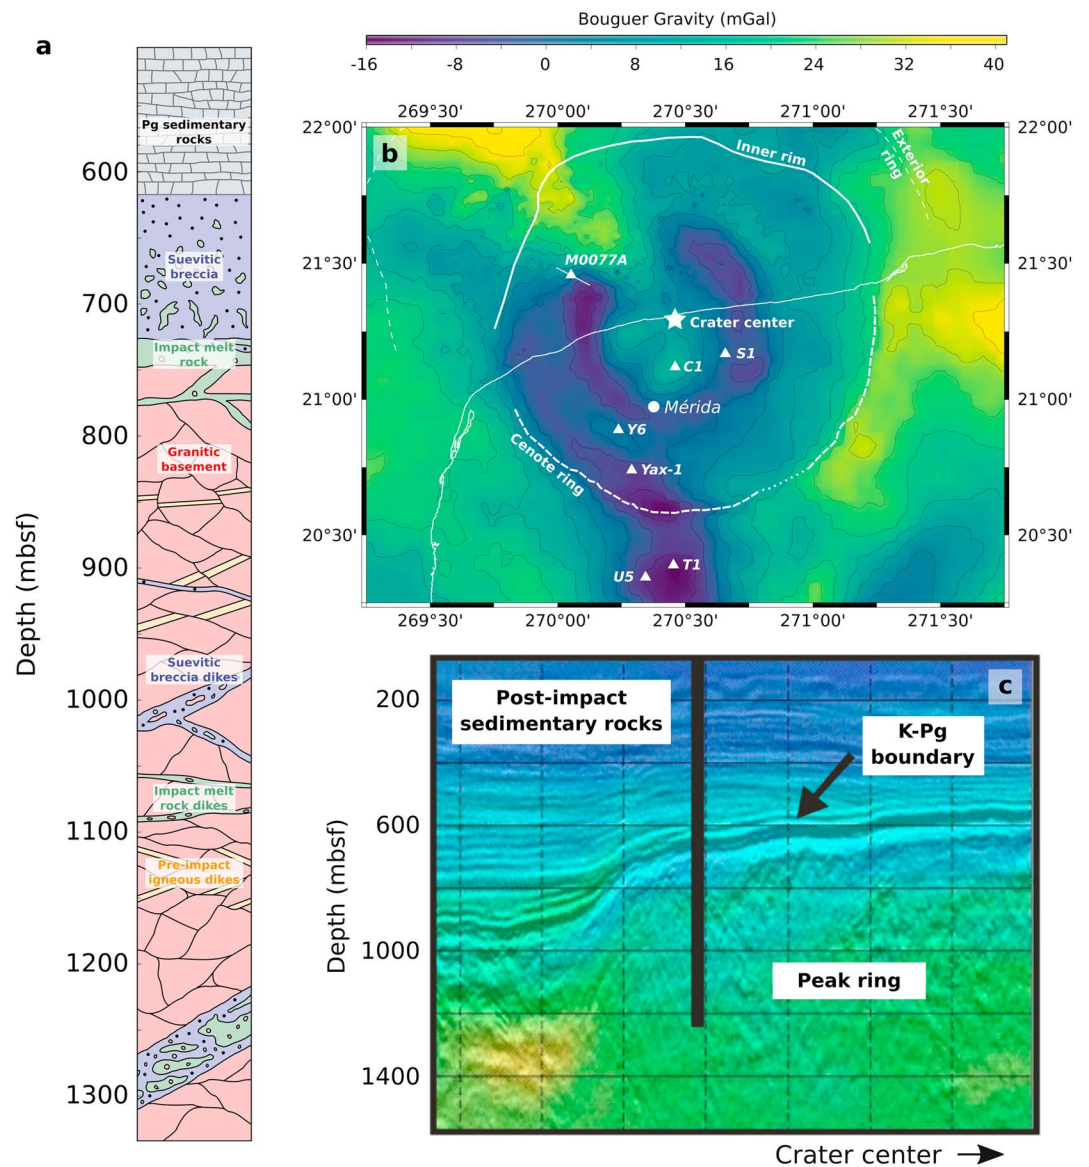 a
Depth (mbsf)
600
700
800
900
1000
1100
1200
1300
Pg sedimentary
rocks
Suevitic
breccia
Impact melt
rock
Granitic
basement
Suevitic
breccia dikes
Impact melt
rock dikes
Pre-impact
igneous dikes
Bouguer Gravity (mGal)
-16 -8 0 8 16 24 32 40
269°30' 270°00' 270°30' 271°00' 271°30'
22°00' 22°00'
b
Inner rim
Exterior
ring
21°30' 21°30'
M0077A
Crater center
S1
C1
21°00' 21°00'
Mérida
Y6
Cenote ring
Yax-1
20°30' 20°30'
T1
U5
269°30' 270°00' 270°30' 271°00' 271°30'
c
Depth (mbsf)
200
600
1000
1400
Post-impact
sedimentary rocks
K-Pg
boundary
Peak ring
Crater center